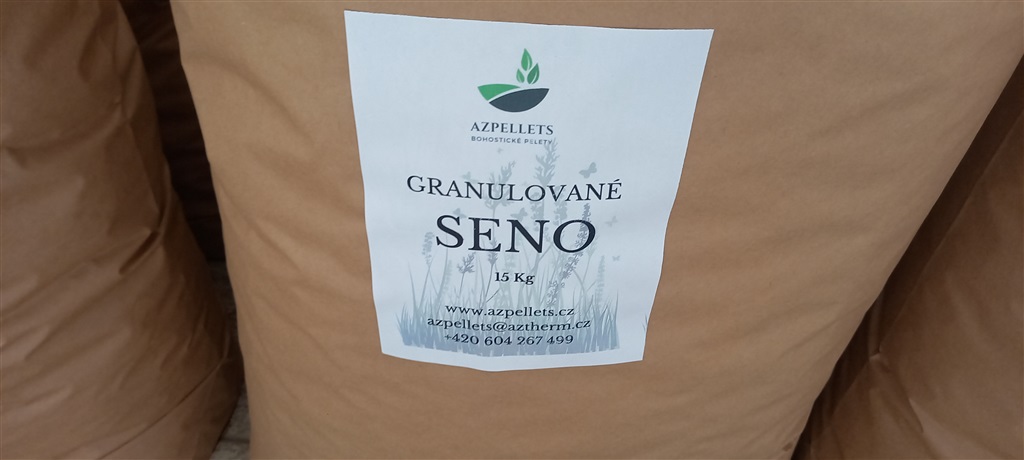 AZPELLETS
BOHOSTICKÉ PELETY
GRANULOVANÉ
SENO
15 Kg
www.azpellets.cz
azpellets@aztherm.cz
+420 604 267 499